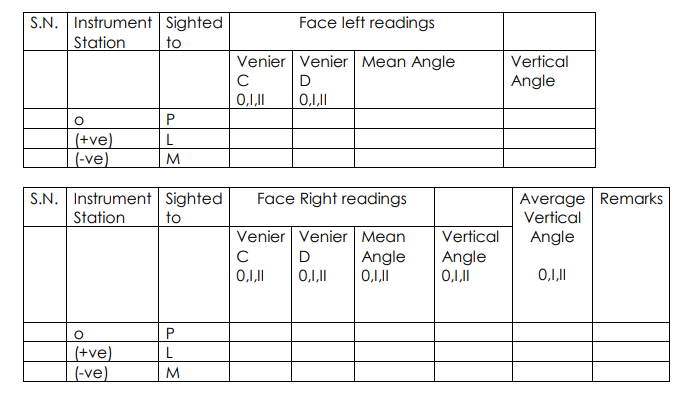 S.N. Instrument Station Sighted to Face left readings
Venier C 0,I,II Venier D 0,I,II Mean Angle Vertical Angle
o P
(+ve) L
(-ve) M
S.N. Instrument Station Sighted to Face Right readings Average Vertical Angle 0,I,II Remarks
Venier C 0,I,II Venier D 0,I,II Mean Angle 0,I,II Vertical Angle 0,I,II
o P
(+ve) L
(-ve) M